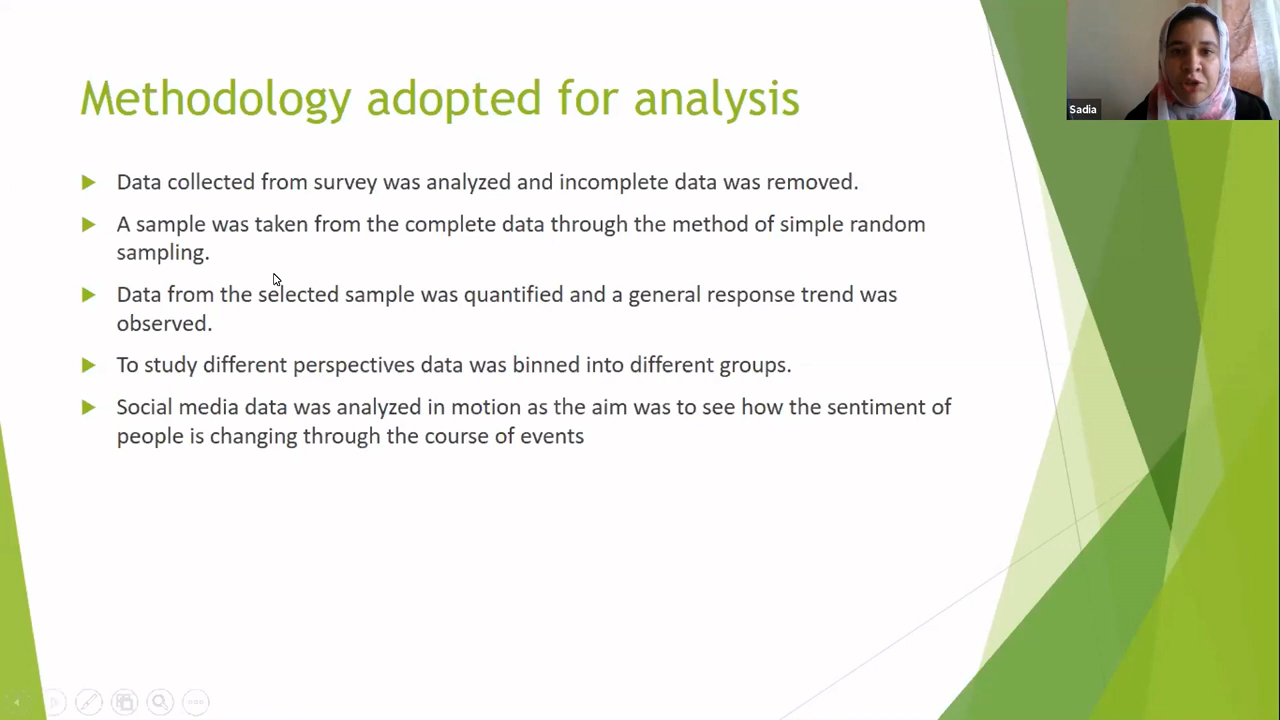 Methodology adopted for analysis
Sadia
Data collected from survey was analyzed and incomplete data was removed.
A sample was taken from the complete data through the method of simple random
sampling.
Data from the selected sample was quantified and a general response trend was
observed.
To study different perspectives data was binned into different groups.
Social media data was analyzed in motion as the aim was to see how the sentiment of
people is changing through the course of events